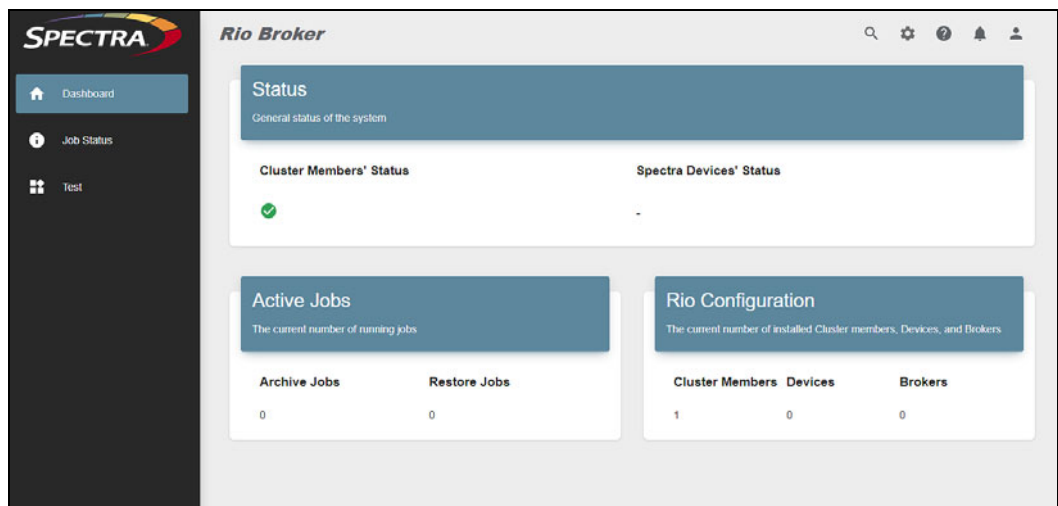 SPECTRA
Rio Broker
Dashboard
Job Status
Test
Status
General status of the system
Cluster Members' Status
Spectra Devices' Status
-
Active Jobs
The current number of running jobs
Archive Jobs
Restore Jobs
0
0
Rio Configuration
The current number of installed Cluster members, Devices, and Brokers
Cluster Members
Devices
Brokers
1
0
0